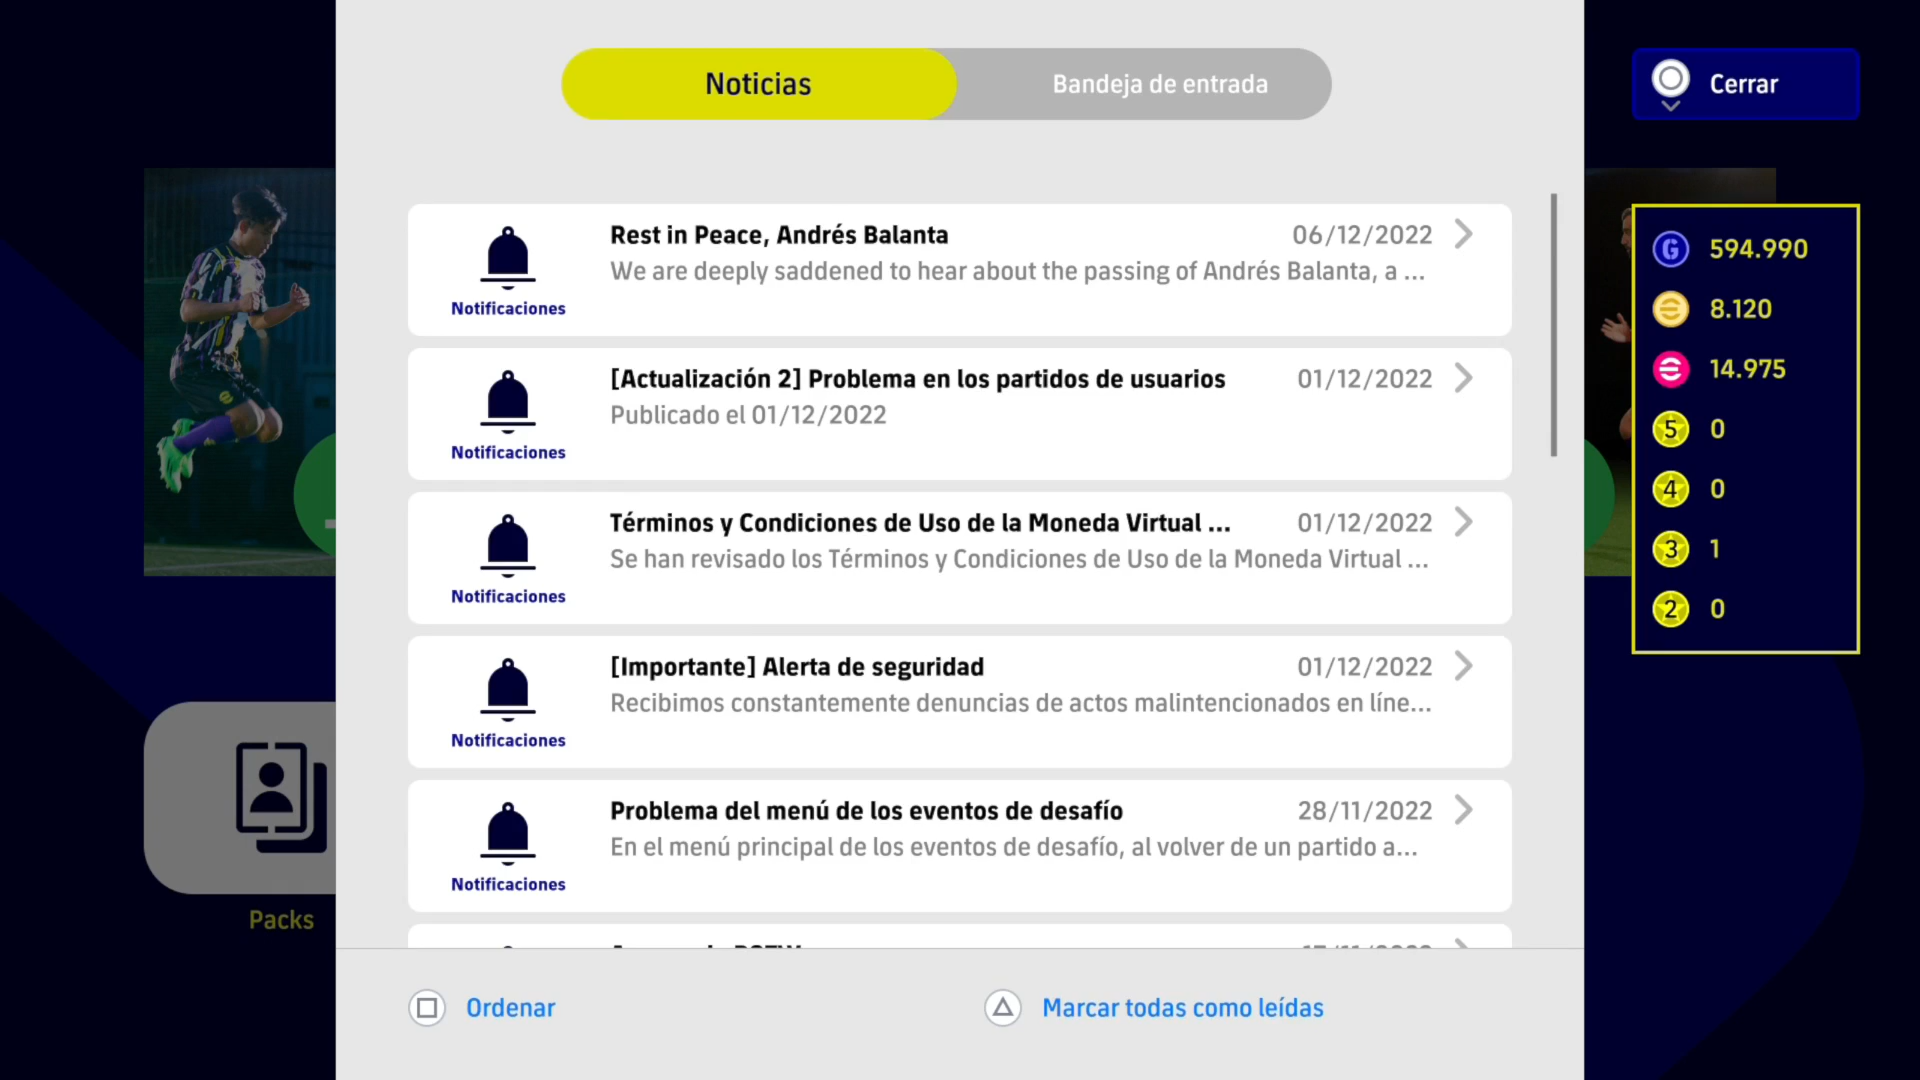 Noticias
Bandeja de entrada
Cerrar
Rest in Peace, Andrés Balanta
06/12/2022
We are deeply saddened to hear about the passing of Andrés Balanta, a ...
Notificaciones
[Actualización 2] Problema en los partidos de usuarios
01/12/2022
Publicado el 01/12/2022
Notificaciones
Términos y Condiciones de Uso de la Moneda Virtual ...
01/12/2022
Se han revisado los Términos y Condiciones de Uso de la Moneda Virtual ...
Notificaciones
[Importante] Alerta de seguridad
01/12/2022
Recibimos constantemente denuncias de actos malintencionados en líne...
Notificaciones
Problema del menú de los eventos de desafío
28/11/2022
En el menú principal de los eventos de desafío, al volver de un partido a...
Notificaciones
G 594.990
8.120
14.975
5 0
4 0
3 1
2 0
Packs
Ordenar
Marcar todas como leídas